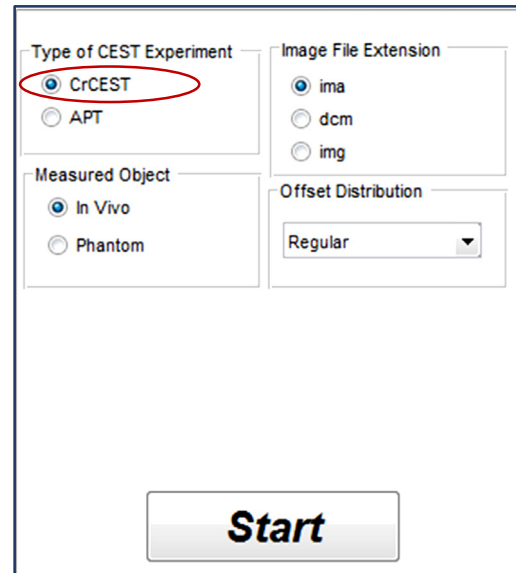 Type of CEST Experiment
CrCEST
APT
Image File Extension
ima
dcm
img
Measured Object
In Vivo
Phantom
Offset Distribution
Regular
Start